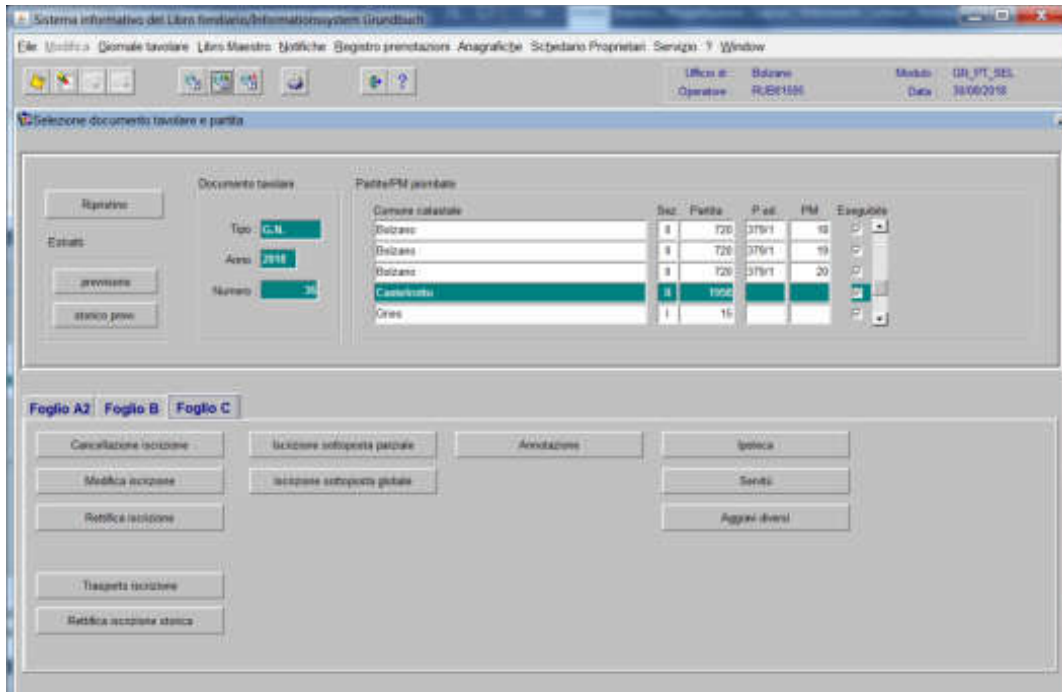 Sistema informativo del Libro fondiario/Informationssystem Grundbuch
File Modifica Giornale tavolare Libro Maestro Notifiche Registro prenotazioni Anagrafiche Schedario Proprietari Servizio ? Window
Ufficio di : Bolzano Modulo GR_PT_SEL
Operatore Data 30/08/2018
Selezione documento tavolare e partita
Documento tavolare Partite/PM piombate
Ripristino Comune catastale Sez. Partita P.ed. PM Eseguibile
Tipo G.N. Bolzano II 720 379/1 18
Estratti Bolzano II 720 379/1 19
Anno 2018 Bolzano II 720 379/1 20
provvisorio Numero 35 Castelrotto II 1958
storico provv. Gries I 15
Foglio A2 Foglio B Foglio C
Cancellazione iscrizione Iscrizione sottoposta parziale Annotazione Ipoteca
Modifica iscrizione Iscrizione sottoposta globale Servitù
Rettifica iscrizione Aggravi diversi
Trasporto iscrizione
Rettifica iscrizione storica